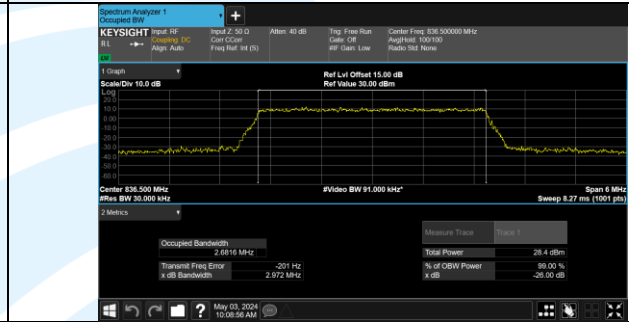 Spectrum Analyzer 1
Occupied BW
+
KEYSIGHT Input: RF Input Z: 50 Ω Atten: 40 dB Trig: Free Run Center Freq: 836.500000 MHz
RL Coupling: DC Corr CCorr Gate: Off Avg|Hold: 100/100
Align: Auto Freq Ref: Int (S) #IF Gain: Low Radio Std: None
1 Graph
Ref Lvl Offset 15.00 dB
Scale/Div 10.0 dB Ref Value 30.00 dBm
Log
20.0
10.0
0.00
-10.0
-20.0
-30.0
-40.0
-50.0
-60.0
Center 836.500 MHz #Video BW 91.000 kHz* Span 6 MHz
#Res BW 30.000 kHz Sweep 8.27 ms (1001 pts)
2 Metrics
Measure Trace Trace 1
Occupied Bandwidth
2.6816 MHz Total Power 28.4 dBm
Transmit Freq Error -201 Hz % of OBW Power 99.00 %
x dB Bandwidth 2.972 MHz x dB -26.00 dB
? May 03, 2024
10:08:56 AM